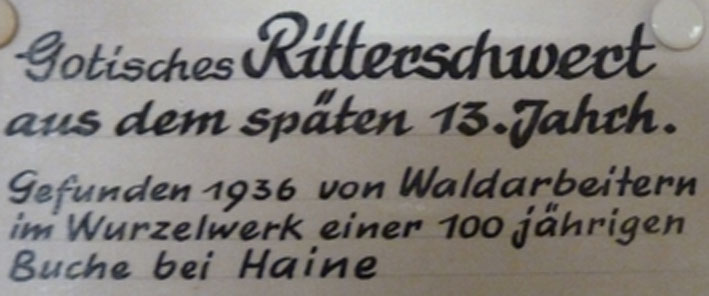 Gotisches Ritterschwert
aus dem späten 13. Jahrh.
Gefunden 1936 von Waldarbeitern
im Wurzelwerk einer 100 jährigen
Buche bei Haine